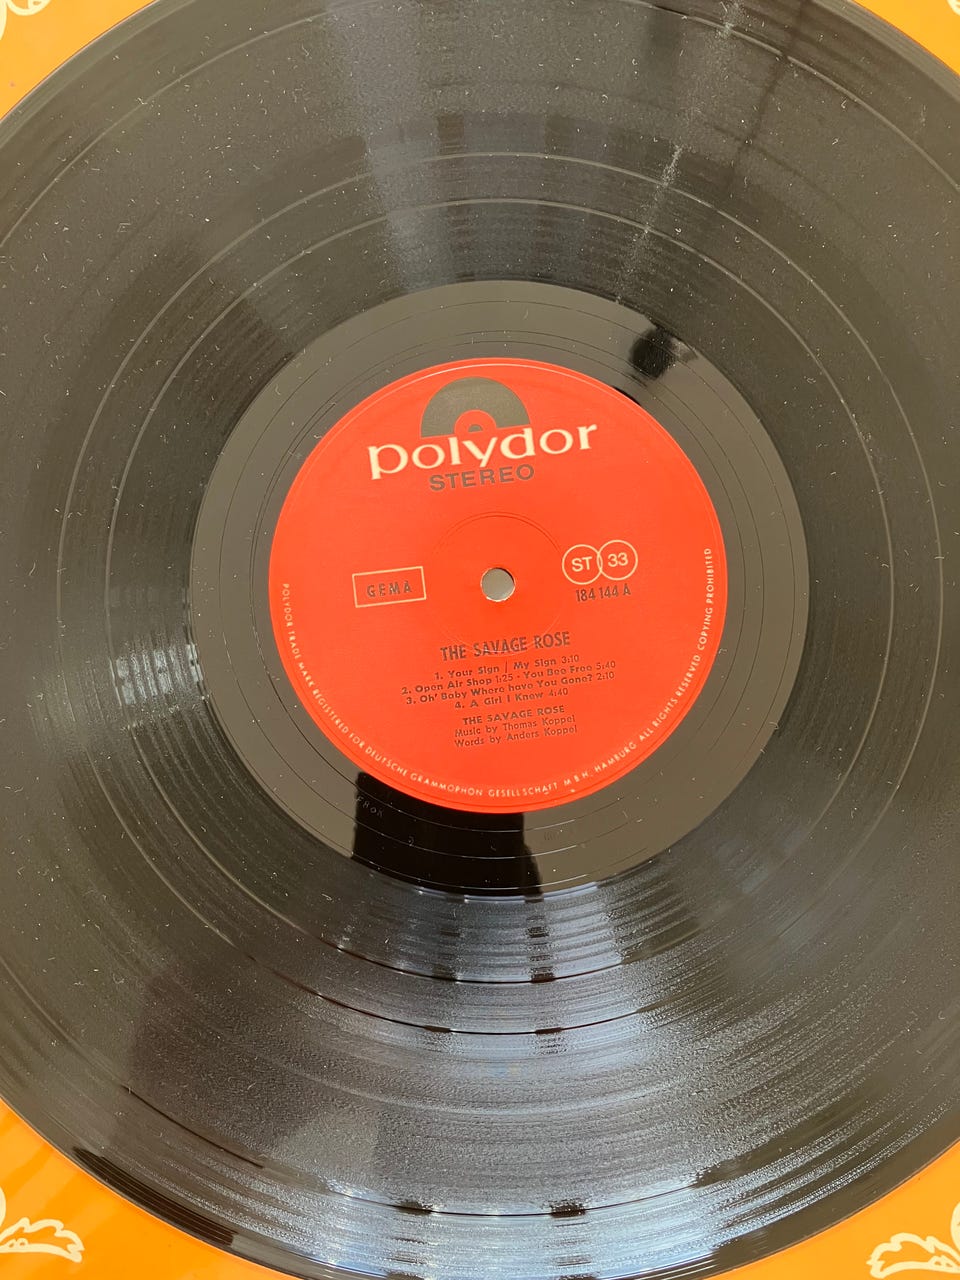 polydor
STEREO
GEMA
ST 33
184 144 A
THE SAVAGE ROSE
1. Your Sign / My Sign 3:10
2. Open Air Shop 1:25 - You Bee Free 5:40
3. Oh' Baby Where have You Gone? 2:10
4. A Girl I Knew 4:40
THE SAVAGE ROSE
Music by Thomas Koppel
Words by Anders Koppel
POLYDOR TRADE MARK REGISTERED FOR DEUTSCHE GRAMMOPHON GESELLSCHAFT M.B.H. HAMBURG ALL RIGHTS RESERVED. COPYING PROHIBITED